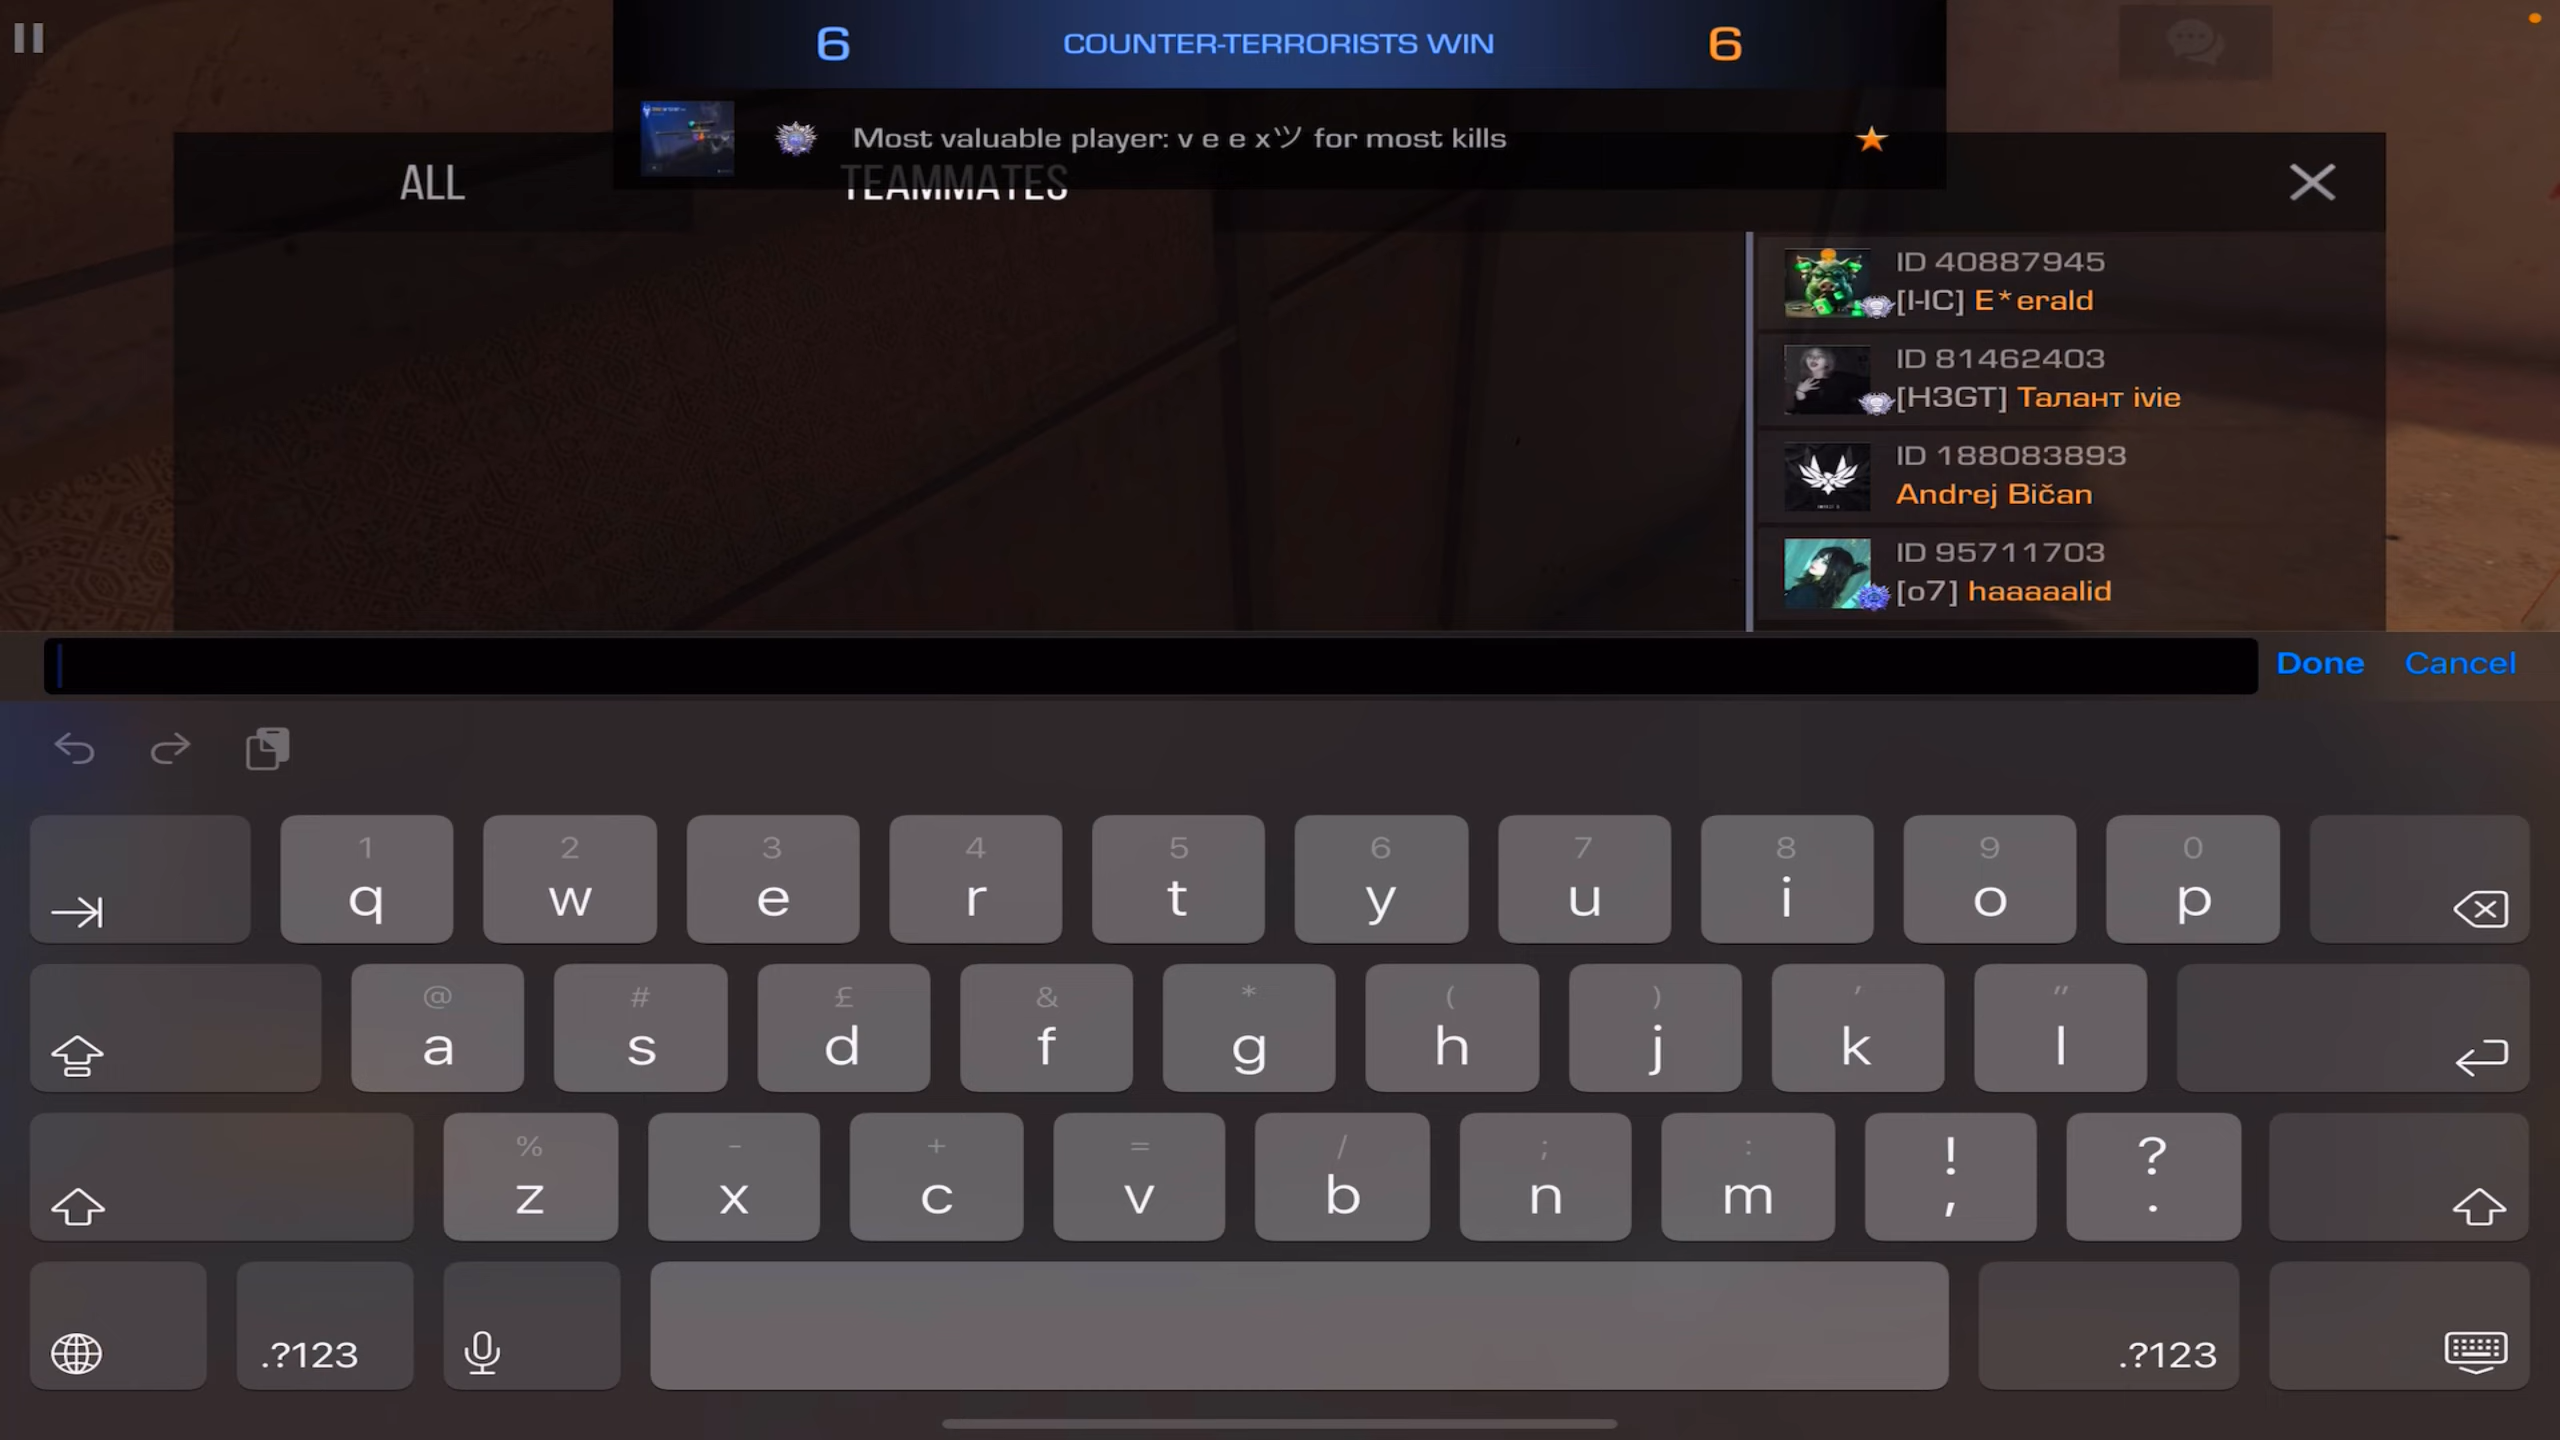 6 COUNTER-TERRORISTS WIN 6
Most valuable player: v e e xツ for most kills
ALL TEAMMATES
ID 40887945
[HC] E*erald
ID 81462403
[H3GT] Талант ivie
ID 188083893
Andrej Bičan
ID 95711703
[o7] haaaaalid
Done Cancel
1 2 3 4 5 6 7 8 9 0
q w e r t y u i o p
@ # £ & * ( ) ' "
a s d f g h j k l
% - + = / ; : ! ?
z x c v b n m , .
.?123 .?123